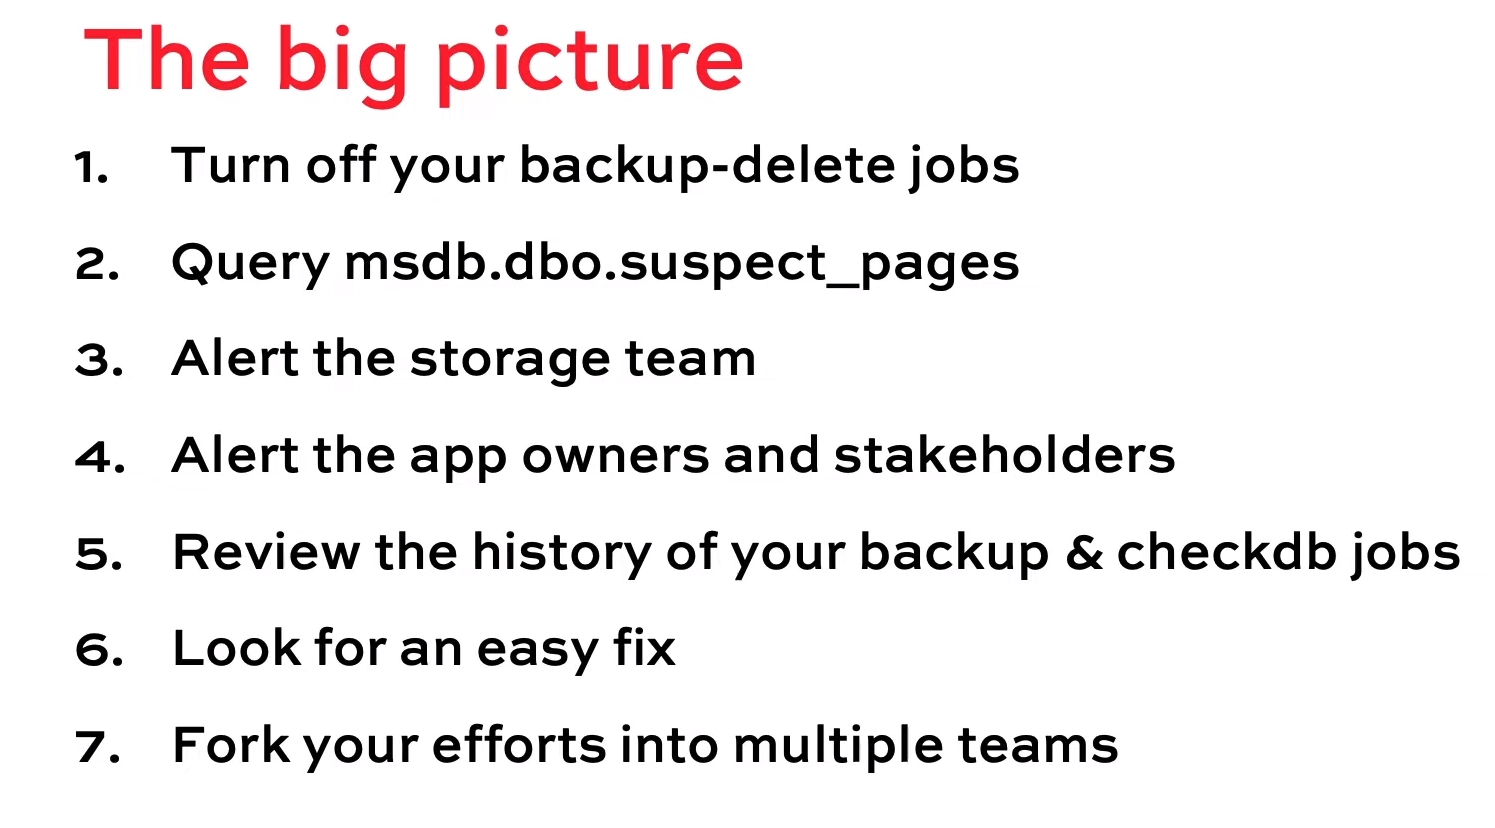 The big picture
1. Turn off your backup-delete jobs
2. Query msdb.dbo.suspect_pages
3. Alert the storage team
4. Alert the app owners and stakeholders
5. Review the history of your backup & checkdb jobs
6. Look for an easy fix
7. Fork your efforts into multiple teams